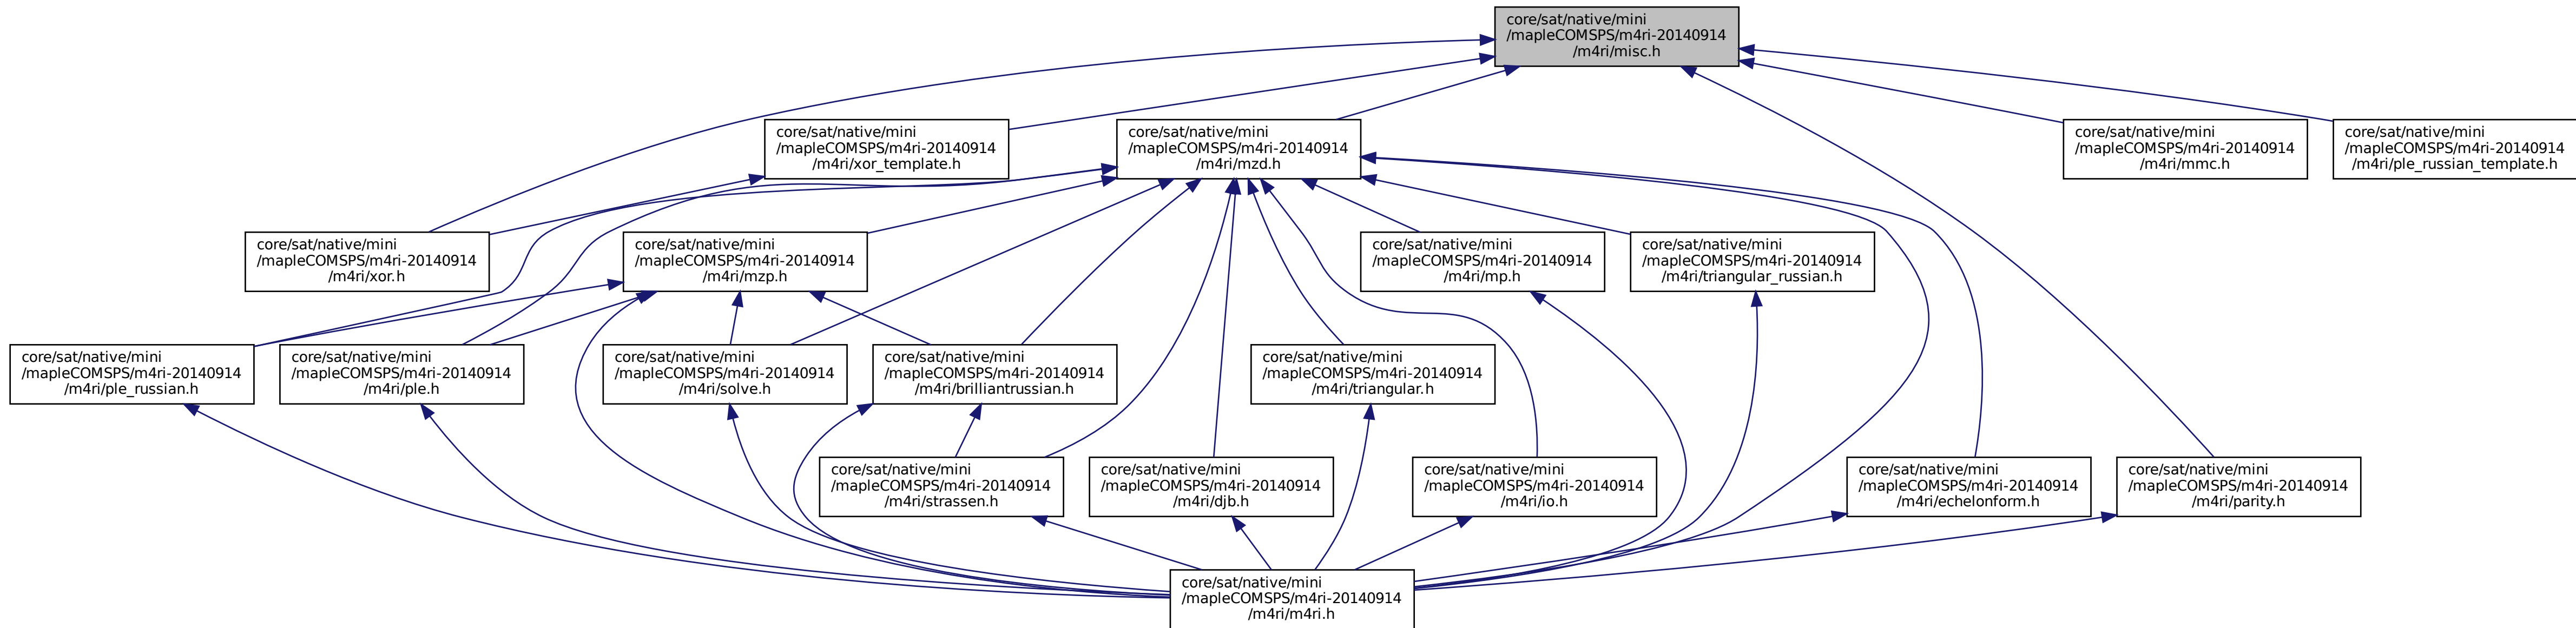 core/sat/native/mini
/mapleCOMSPS/m4ri-20140914
/m4ri/misc.h
core/sat/native/mini
/mapleCOMSPS/m4ri-20140914
/m4ri/xor_template.h
core/sat/native/mini
/mapleCOMSPS/m4ri-20140914
/m4ri/mzd.h
core/sat/native/mini
/mapleCOMSPS/m4ri-20140914
/m4ri/mmc.h
core/sat/native/mini
/mapleCOMSPS/m4ri-20140914
/m4ri/ple_russian_template.h
core/sat/native/mini
/mapleCOMSPS/m4ri-20140914
/m4ri/xor.h
core/sat/native/mini
/mapleCOMSPS/m4ri-20140914
/m4ri/mzp.h
core/sat/native/mini
/mapleCOMSPS/m4ri-20140914
/m4ri/mp.h
core/sat/native/mini
/mapleCOMSPS/m4ri-20140914
/m4ri/triangular_russian.h
core/sat/native/mini
/mapleCOMSPS/m4ri-20140914
/m4ri/ple_russian.h
core/sat/native/mini
/mapleCOMSPS/m4ri-20140914
/m4ri/ple.h
core/sat/native/mini
/mapleCOMSPS/m4ri-20140914
/m4ri/solve.h
core/sat/native/mini
/mapleCOMSPS/m4ri-20140914
/m4ri/brilliantrussian.h
core/sat/native/mini
/mapleCOMSPS/m4ri-20140914
/m4ri/triangular.h
core/sat/native/mini
/mapleCOMSPS/m4ri-20140914
/m4ri/strassen.h
core/sat/native/mini
/mapleCOMSPS/m4ri-20140914
/m4ri/djb.h
core/sat/native/mini
/mapleCOMSPS/m4ri-20140914
/m4ri/io.h
core/sat/native/mini
/mapleCOMSPS/m4ri-20140914
/m4ri/echelonform.h
core/sat/native/mini
/mapleCOMSPS/m4ri-20140914
/m4ri/parity.h
core/sat/native/mini
/mapleCOMSPS/m4ri-20140914
/m4ri/m4ri.h